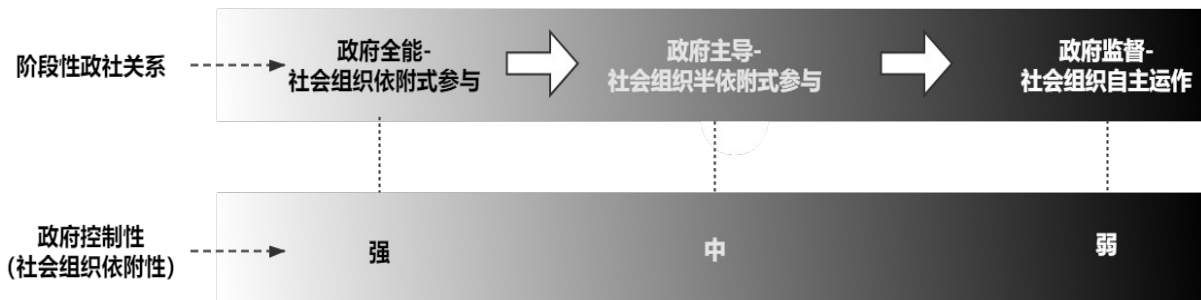 阶段性政社关系
政府全能-
社会组织依附式参与
政府主导-
社会组织半依附式参与
政府监督-
社会组织自主运作
政府控制性
(社会组织依附性)
强
中
弱